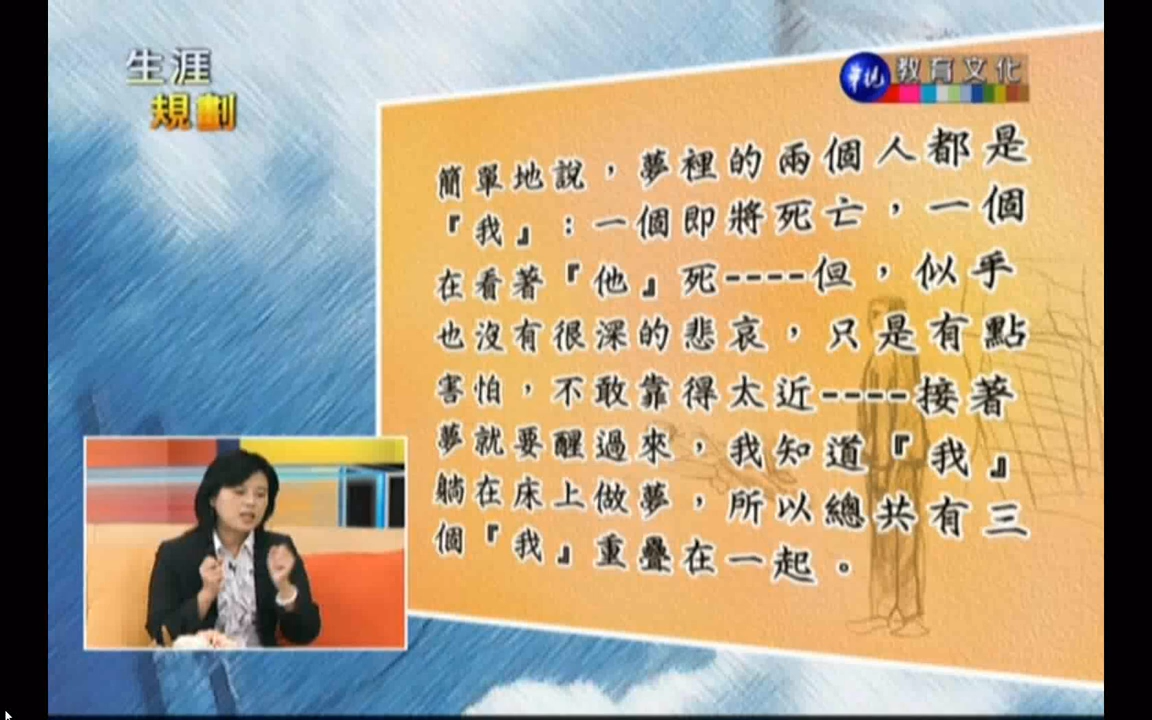 生涯
規劃
華視
教育文化
簡單地說，夢裡的兩個人都是
『我』：一個即將死亡，一個
在看著『他』死----但，似乎
也沒有很深的悲哀，只是有點
害怕，不敢靠得太近----接著
夢就要醒過來，我知道『我』
躺在床上做夢，所以總共有三
個『我』重疊在一起。